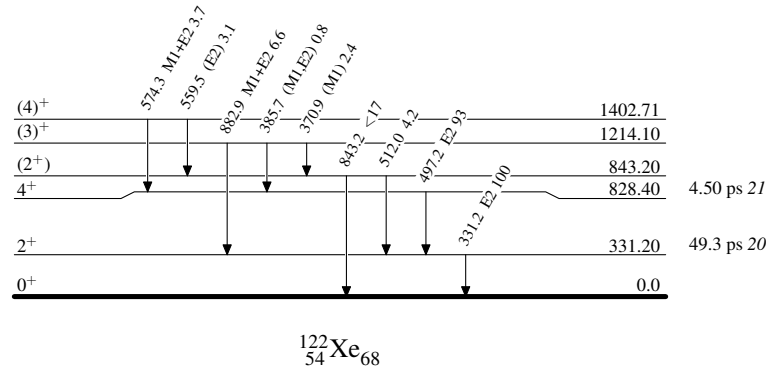 574.3 M1+E2 3.7
559.5 (E2) 3.1
882.9 M1+E2 6.6
385.7 (M1,E2) 0.8
370.9 (M1) 2.4
843.2 <17
512.0 4.2
497.2 E2 93
331.2 E2 100
(4)⁺ 1402.71
(3)⁺ 1214.10
(2⁺) 843.20
4⁺ 828.40 4.50 ps 21
2⁺ 331.20 49.3 ps 20
0⁺ 0.0
¹²²₅₄Xe₆₈